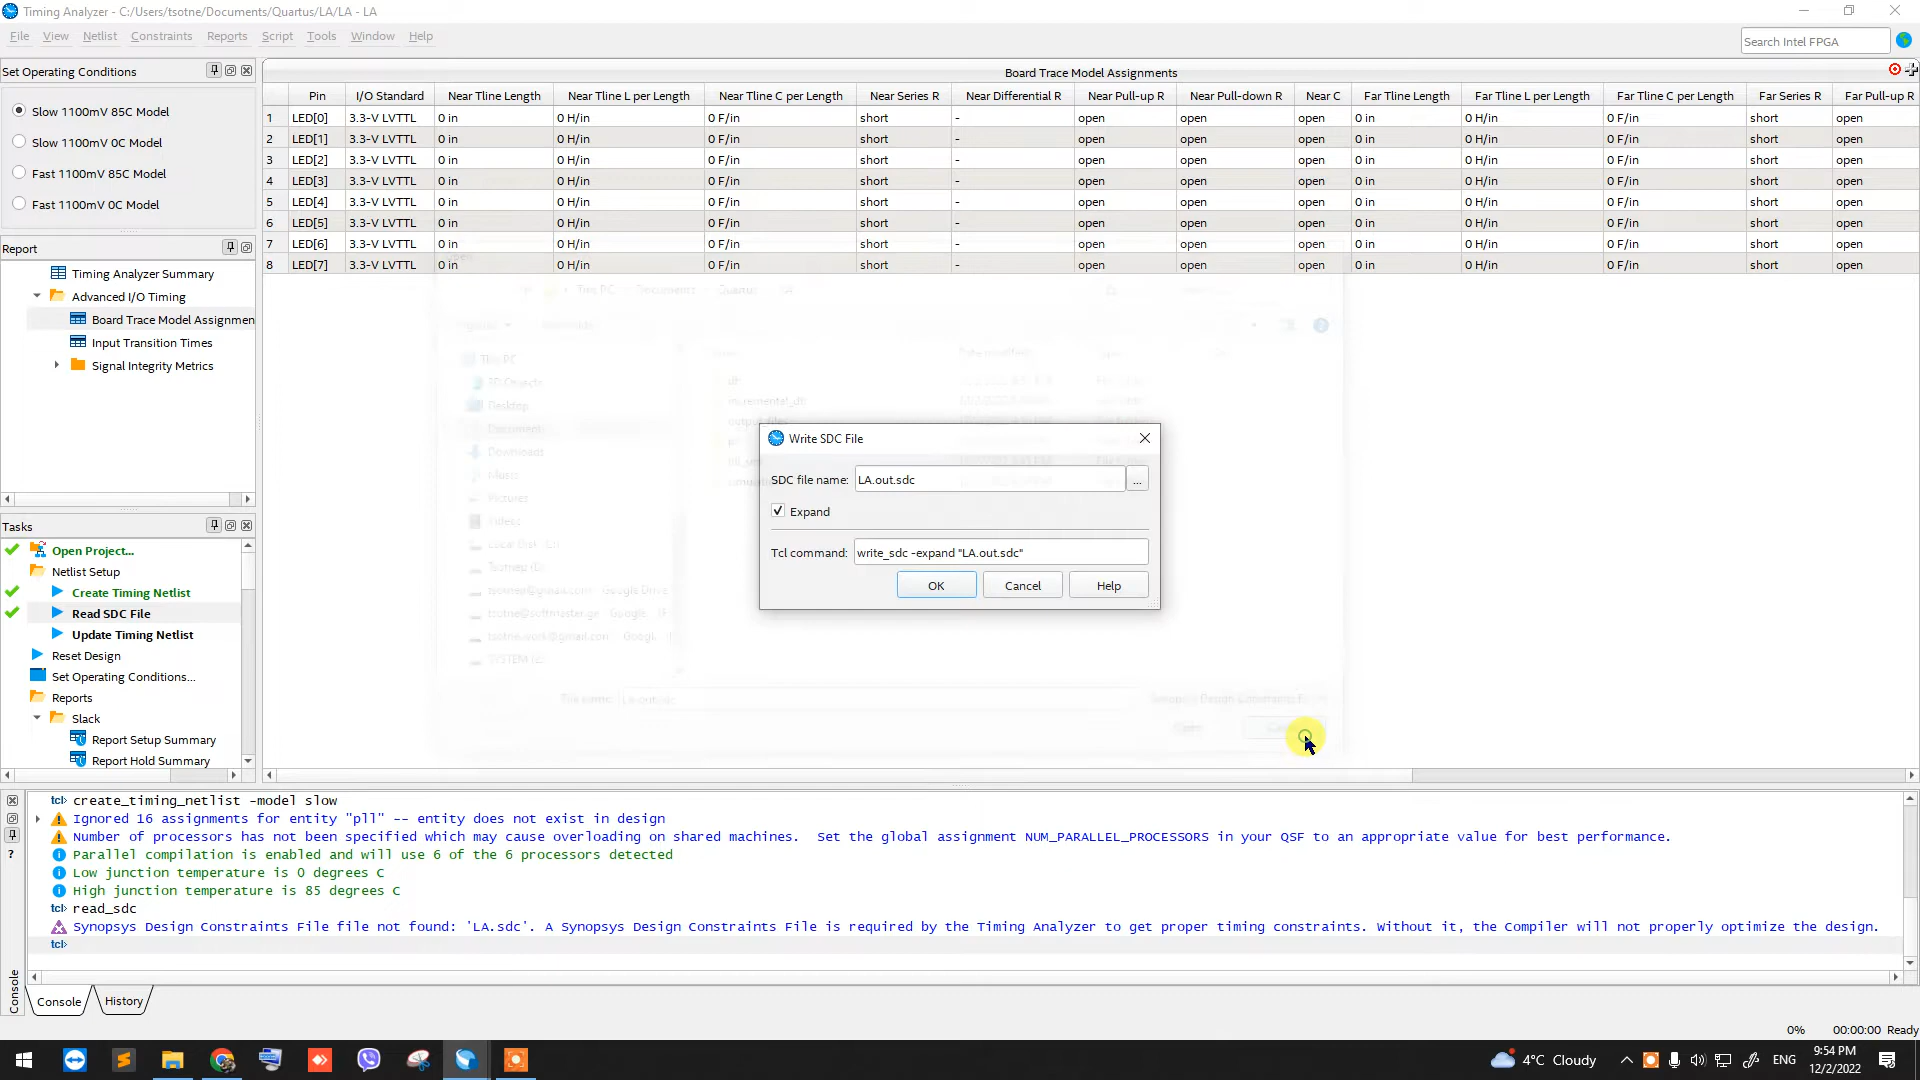 Timing Analyzer - C:/Users/tsotne/Documents/Quartus/LA/LA - LA
File View Netlist Constraints Reports Script Tools Window Help
Search Intel FPGA
Set Operating Conditions
Slow 1100mV 85C Model
Slow 1100mV 0C Model
Fast 1100mV 85C Model
Fast 1100mV 0C Model
Report
Timing Analyzer Summary
Advanced I/O Timing
Board Trace Model Assignmen
Input Transition Times
Signal Integrity Metrics
Tasks
Open Project...
Netlist Setup
Create Timing Netlist
Read SDC File
Update Timing Netlist
Reset Design
Set Operating Conditions...
Reports
Slack
Report Setup Summary
Report Hold Summary
Board Trace Model Assignments
Pin I/O Standard Near Tline Length Near Tline L per Length Near Tline C per Length Near Series R Near Differential R Near Pull-up R Near Pull-down R Near C Far Tline Length Far Tline L per Length Far Tline C per Length Far Series R Far Pull-up R
1 LED[0] 3.3-V LVTTL 0 in 0 H/in 0 F/in short - open open open 0 in 0 H/in 0 F/in short open
2 LED[1] 3.3-V LVTTL 0 in 0 H/in 0 F/in short - open open open 0 in 0 H/in 0 F/in short open
3 LED[2] 3.3-V LVTTL 0 in 0 H/in 0 F/in short - open open open 0 in 0 H/in 0 F/in short open
4 LED[3] 3.3-V LVTTL 0 in 0 H/in 0 F/in short - open open open 0 in 0 H/in 0 F/in short open
5 LED[4] 3.3-V LVTTL 0 in 0 H/in 0 F/in short - open open open 0 in 0 H/in 0 F/in short open
6 LED[5] 3.3-V LVTTL 0 in 0 H/in 0 F/in short - open open open 0 in 0 H/in 0 F/in short open
7 LED[6] 3.3-V LVTTL 0 in 0 H/in 0 F/in short - open open open 0 in 0 H/in 0 F/in short open
8 LED[7] 3.3-V LVTTL 0 in 0 H/in 0 F/in short - open open open 0 in 0 H/in 0 F/in short open
This PC Documents Quartus LA
This PC
3D Objects
Desktop
Documents
Downloads
Music
Pictures
Videos
File name: LA.out.sdc
Write SDC File
SDC file name: LA.out.sdc ...
Expand
Tcl command: write_sdc -expand "LA.out.sdc"
OK Cancel Help
tcl> create_timing_netlist -model slow
Ignored 16 assignments for entity "pll" -- entity does not exist in design
Number of processors has not been specified which may cause overloading on shared machines. Set the global assignment NUM_PARALLEL_PROCESSORS in your QSF to an appropriate value for best performance.
Parallel compilation is enabled and will use 6 of the 6 processors detected
Low junction temperature is 0 degrees C
High junction temperature is 85 degrees C
tcl> read_sdc
Synopsys Design Constraints File file not found: 'LA.sdc'. A Synopsys Design Constraints File is required by the Timing Analyzer to get proper timing constraints. Without it, the Compiler will not properly optimize the design.
tcl>
Console
Console History
0% 00:00:00 Ready
4°C Cloudy
ENG
9:54 PM
12/2/2022